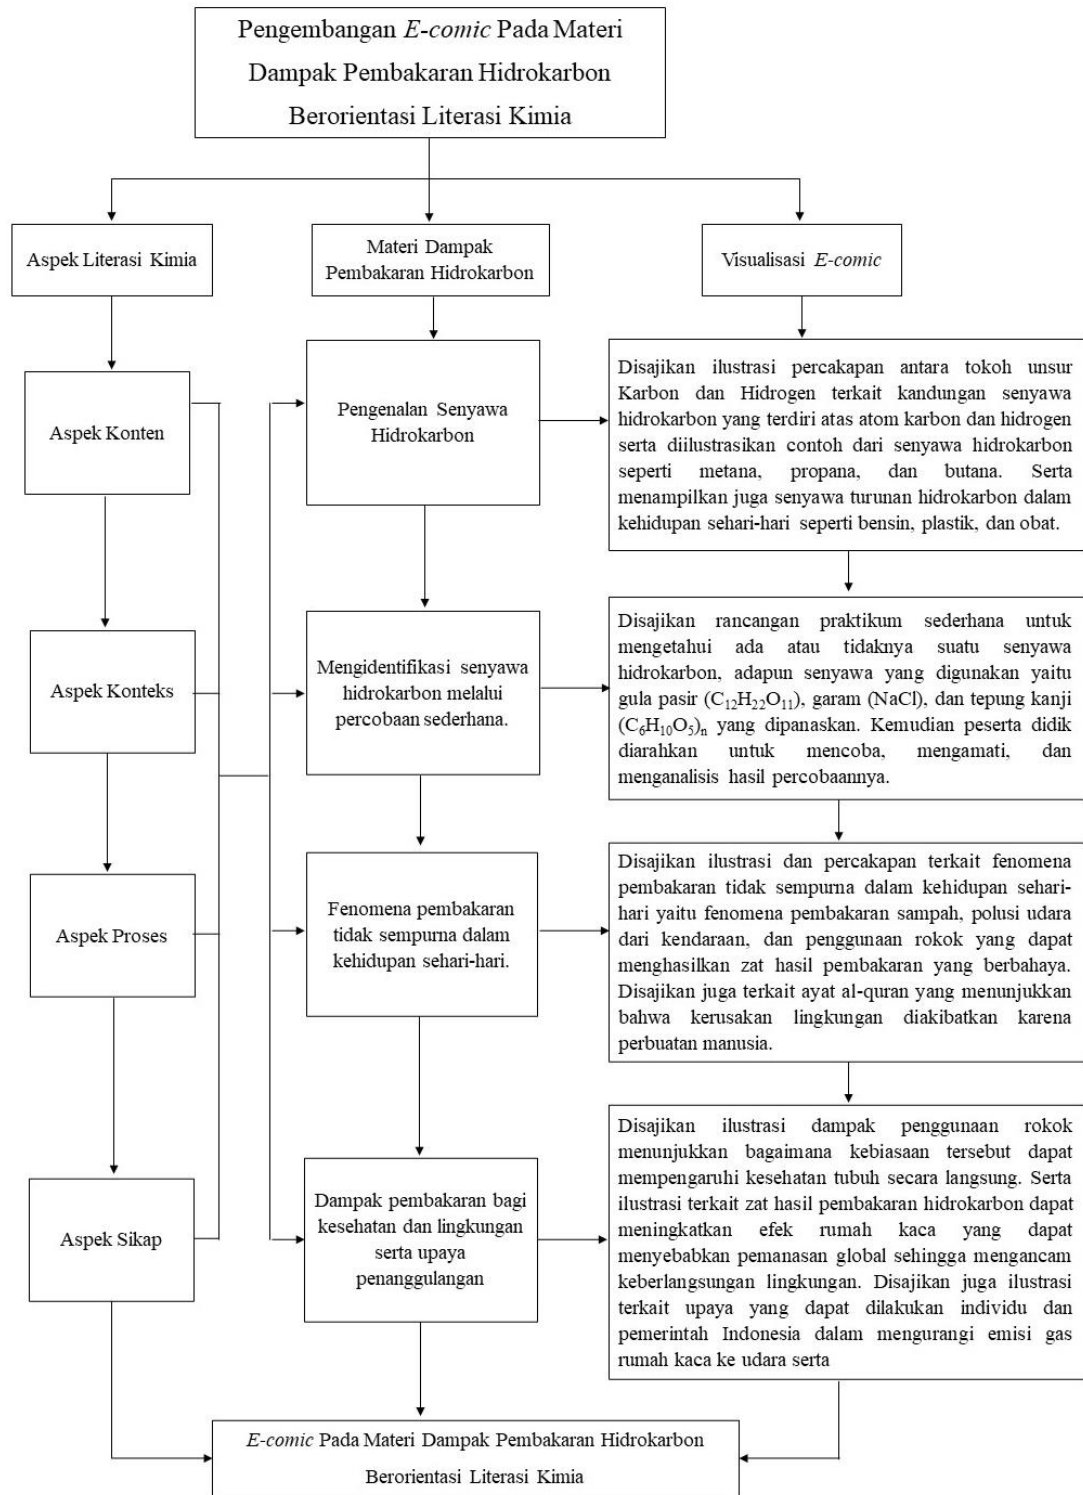 Pengembangan E-comic Pada Materi
Dampak Pembakaran Hidrokarbon
Berorientasi Literasi Kimia
Aspek Literasi Kimia
Materi Dampak
Pembakaran Hidrokarbon
Visualisasi E-comic
Aspek Konten
Pengenalan Senyawa
Hidrokarbon
Disajikan ilustrasi percakapan antara tokoh unsur
Karbon dan Hidrogen terkait kandungan senyawa
hidrokarbon yang terdiri atas atom karbon dan hidrogen
serta diilustrasikan contoh dari senyawa hidrokarbon
seperti metana, propana, dan butana. Serta
menampilkan juga senyawa turunan hidrokarbon dalam
kehidupan sehari-hari seperti bensin, plastik, dan obat.
Aspek Konteks
Mengidentifikasi senyawa
hidrokarbon melalui
percobaan sederhana.
Disajikan rancangan praktikum sederhana untuk
mengetahui ada atau tidaknya suatu senyawa
hidrokarbon, adapun senyawa yang digunakan yaitu
gula pasir (C₁₂H₂₂O₁₁), garam (NaCl), dan tepung kanji
(C₆H₁₀O₅)ₙ yang dipanaskan. Kemudian peserta didik
diarahkan untuk mencoba, mengamati, dan
menganalisis hasil percobaannya.
Aspek Proses
Fenomena pembakaran
tidak sempurna dalam
kehidupan sehari-hari.
Disajikan ilustrasi dan percakapan terkait fenomena
pembakaran tidak sempurna dalam kehidupan sehari-
hari yaitu fenomena pembakaran sampah, polusi udara
dari kendaraan, dan penggunaan rokok yang dapat
menghasilkan zat hasil pembakaran yang berbahaya.
Disajikan juga terkait ayat al-quran yang menunjukkan
bahwa kerusakan lingkungan diakibatkan karena
perbuatan manusia.
Aspek Sikap
Dampak pembakaran bagi
kesehatan dan lingkungan
serta upaya
penanggulangan
Disajikan ilustrasi dampak penggunaan rokok
menunjukkan bagaimana kebiasaan tersebut dapat
mempengaruhi kesehatan tubuh secara langsung. Serta
ilustrasi terkait zat hasil pembakaran hidrokarbon dapat
meningkatkan efek rumah kaca yang dapat
menyebabkan pemanasan global sehingga mengancam
keberlangsungan lingkungan. Disajikan juga ilustrasi
terkait upaya yang dapat dilakukan individu dan
pemerintah Indonesia dalam mengurangi emisi gas
rumah kaca ke udara serta
E-comic Pada Materi Dampak Pembakaran Hidrokarbon
Berorientasi Literasi Kimia